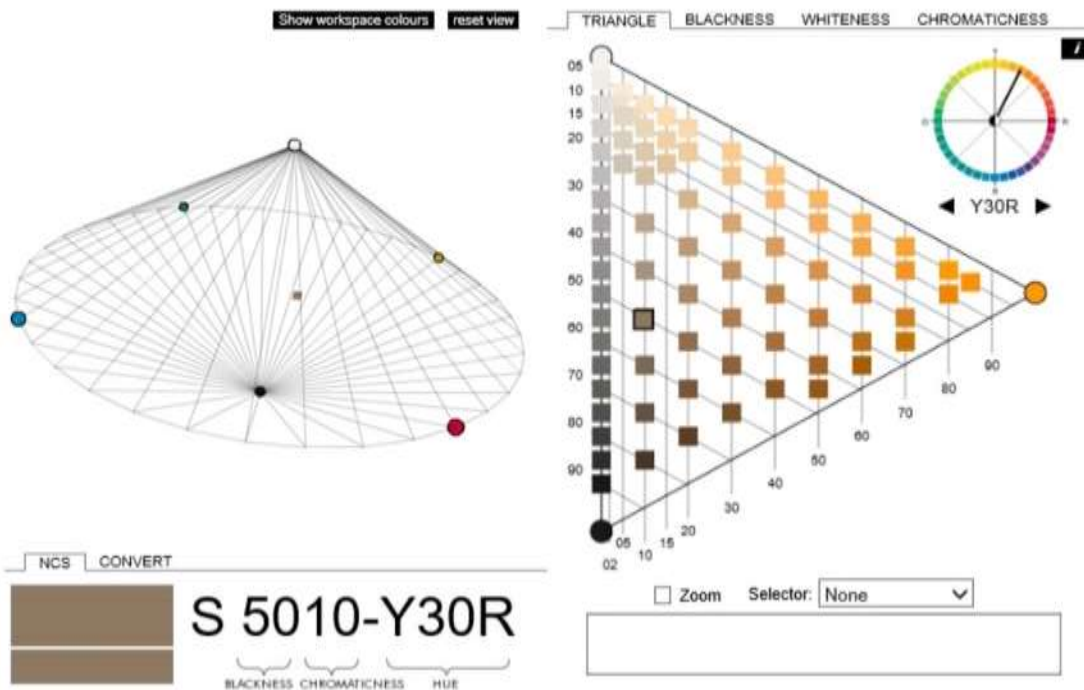 Show workspace colours
reset view
TRIANGLE
BLACKNESS
WHITENESS
CHROMATICNESS
i
05
10
15
20
30
40
50
60
70
80
90
Y30R
90
80
70
60
50
40
30
20
15
10
05
02
NCS
CONVERT
S 5010-Y30R
BLACKNESS
CHROMATICNESS
HUE
Zoom
Selector:
None